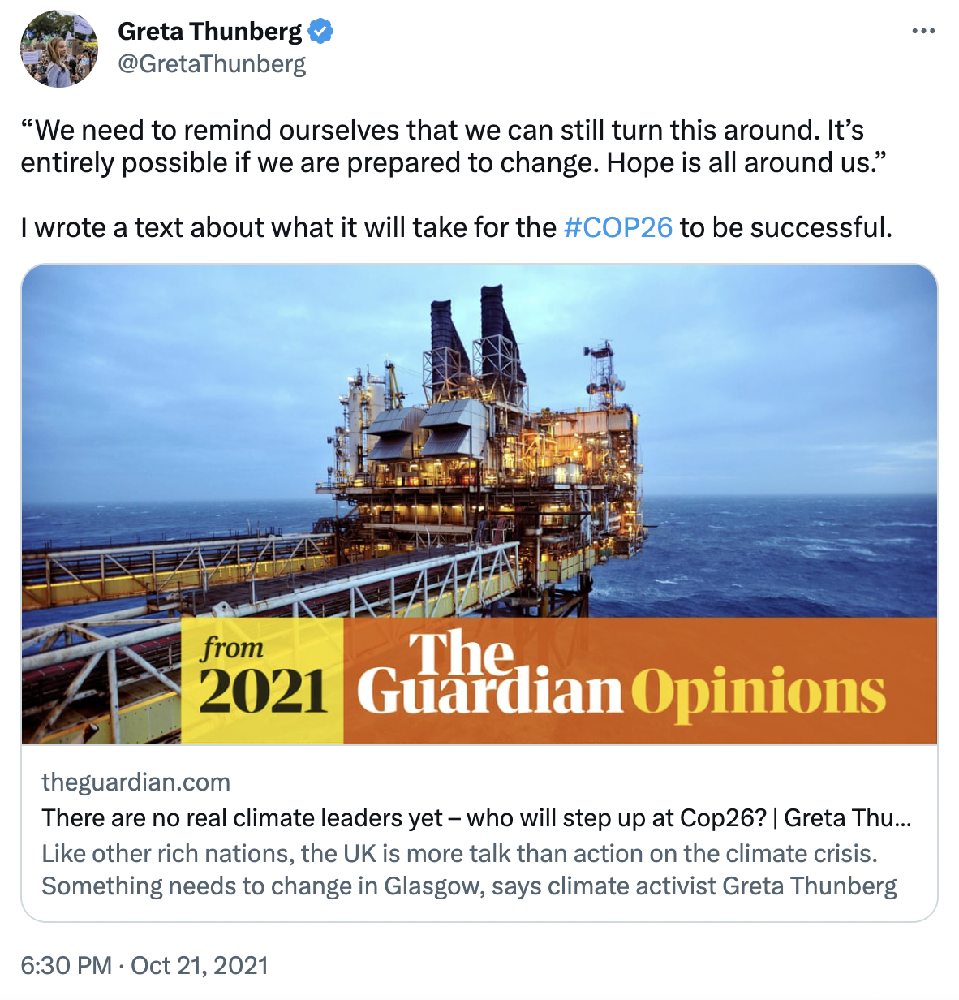 Greta Thunberg
@GretaThunberg
“We need to remind ourselves that we can still turn this around. It’s
entirely possible if we are prepared to change. Hope is all around us.”
I wrote a text about what it will take for the #COP26 to be successful.
from
2021
The
Guardian Opinions
theguardian.com
There are no real climate leaders yet – who will step up at Cop26? | Greta Thu...
Like other rich nations, the UK is more talk than action on the climate crisis.
Something needs to change in Glasgow, says climate activist Greta Thunberg
6:30 PM · Oct 21, 2021